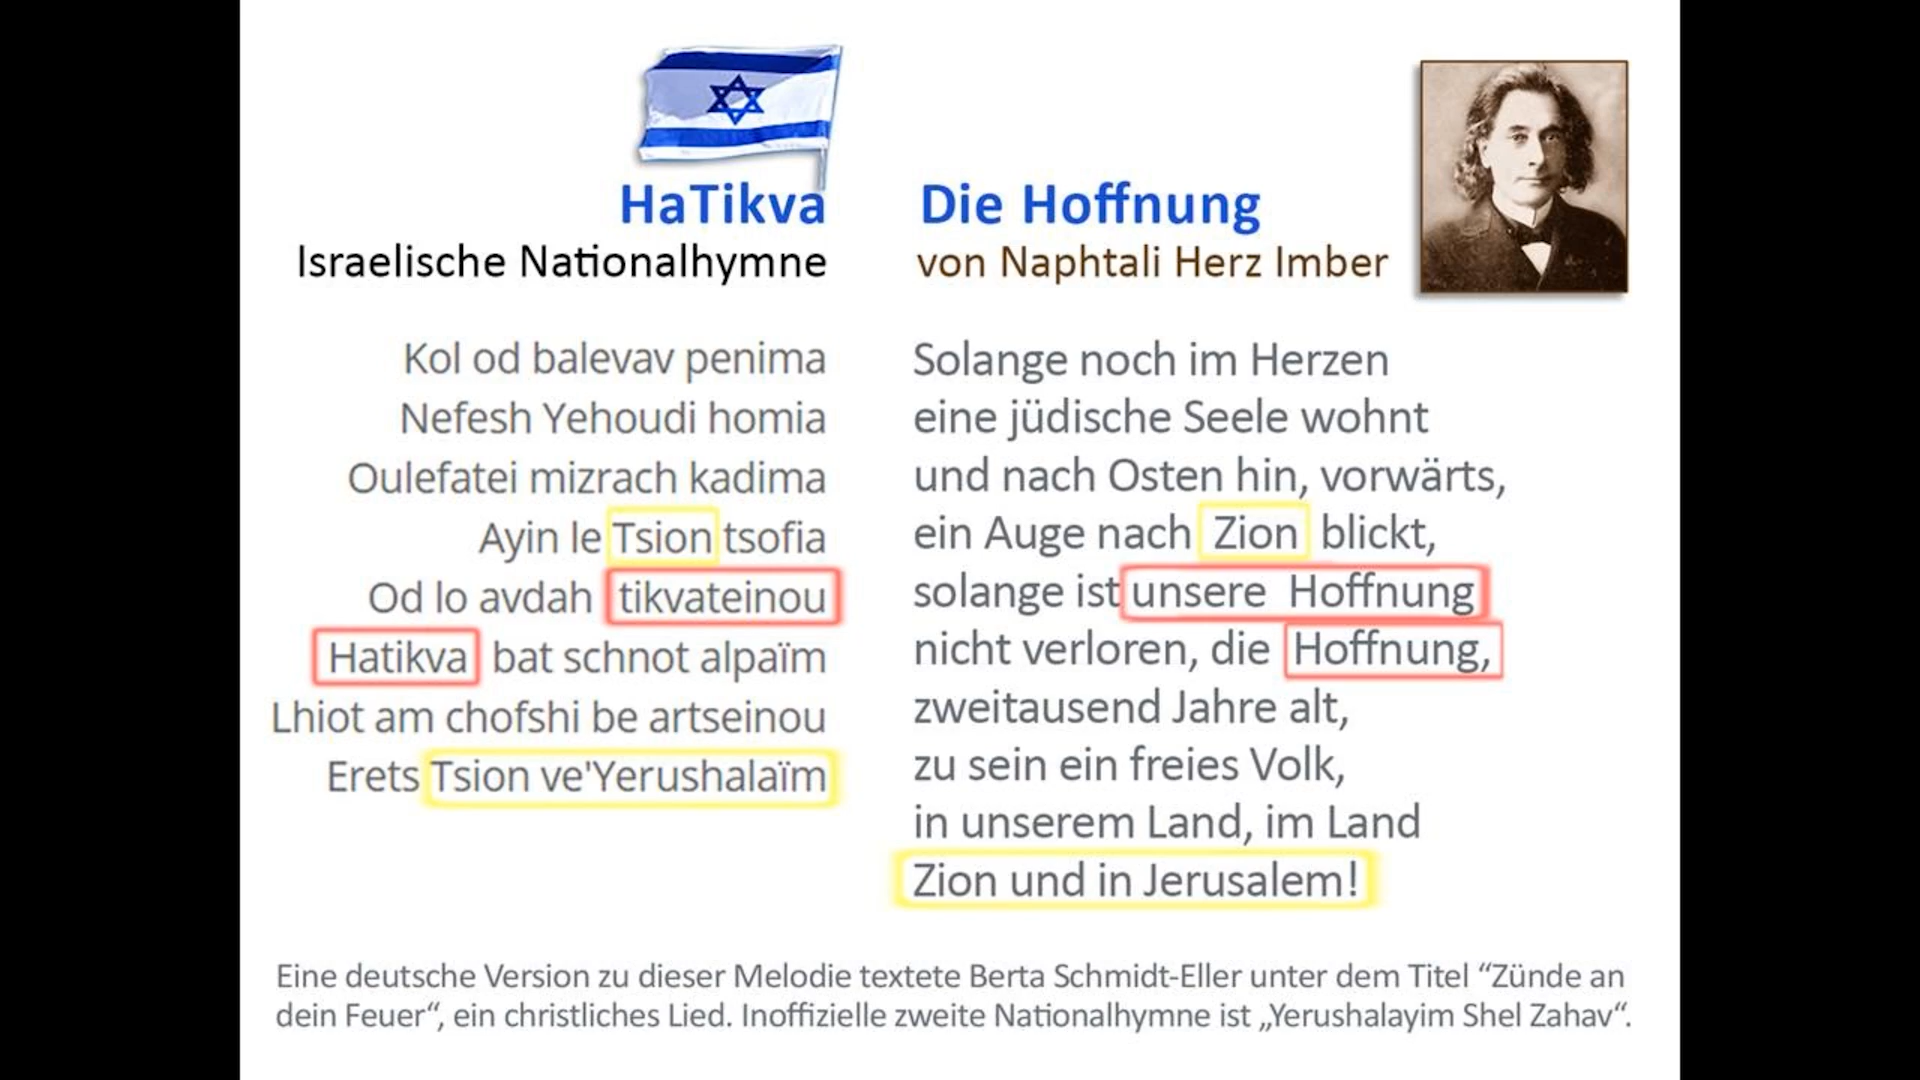 HaTikva
Israelische Nationalhymne
Kol od balevav penima
Nefesh Yehoudi homia
Oulefatei mizrach kadima
Ayin le Tsion tsofia
Od lo avdah tikvateinou
Hatikva bat schnot alpaïm
Lhiot am chofshi be artseinou
Erets Tsion ve'Yerushalaïm
Die Hoffnung
von Naphtali Herz Imber
Solange noch im Herzen
eine jüdische Seele wohnt
und nach Osten hin, vorwärts,
ein Auge nach Zion blickt,
solange ist unsere Hoffnung
nicht verloren, die Hoffnung,
zweitausend Jahre alt,
zu sein ein freies Volk,
in unserem Land, im Land
Zion und in Jerusalem!
Eine deutsche Version zu dieser Melodie textete Berta Schmidt-Eller unter dem Titel “Zünde an
dein Feuer“, ein christliches Lied. Inoffizielle zweite Nationalhymne ist „Yerushalayim Shel Zahav“.